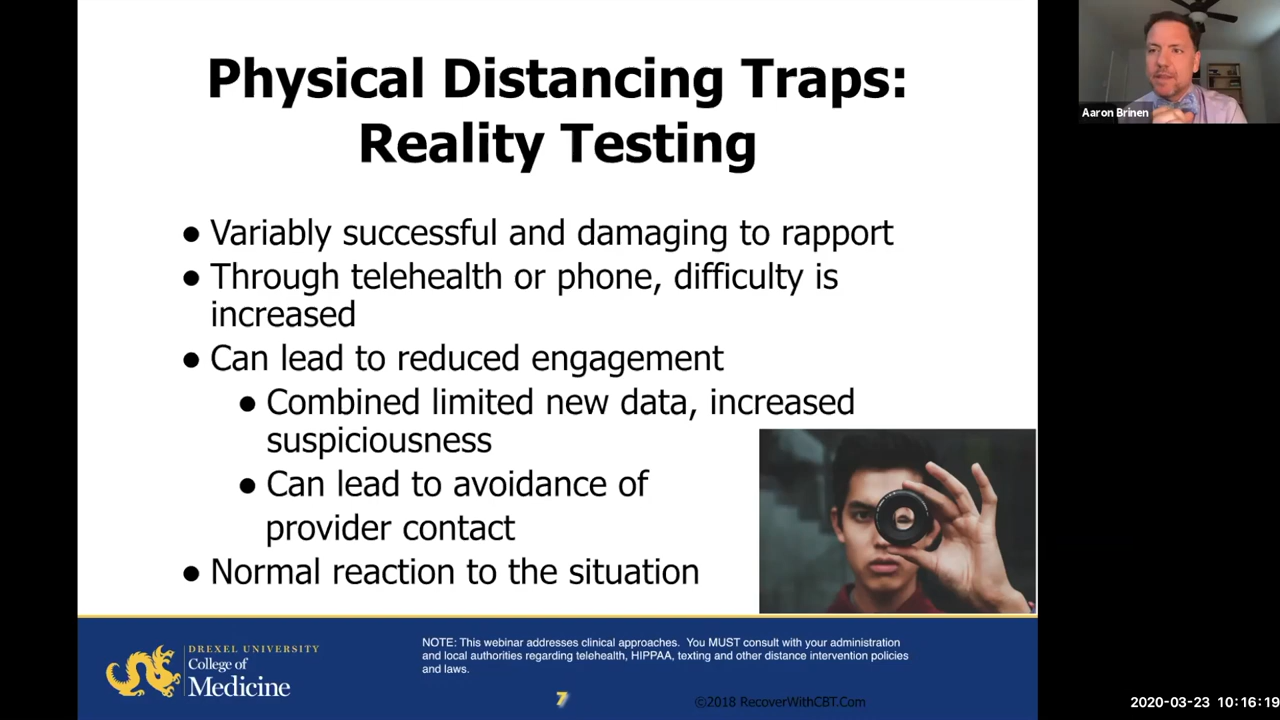 Physical Distancing Traps:
Reality Testing
● Variably successful and damaging to rapport
● Through telehealth or phone, difficulty is
increased
● Can lead to reduced engagement
● Combined limited new data, increased
suspiciousness
● Can lead to avoidance of
provider contact
● Normal reaction to the situation
DREXEL UNIVERSITY
College of
Medicine
NOTE: This webinar addresses clinical approaches. You MUST consult with your administration
and local authorities regarding telehealth, HIPPAA, texting and other distance intervention policies
and laws.
7
©2018 RecoverWithCBT.Com
Aaron Brinen
2020-03-23 10:16:19